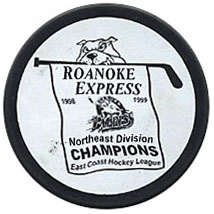 ROANOKE
EXPRESS
1998 1999
Northeast Division
CHAMPIONS
East Coast Hockey League